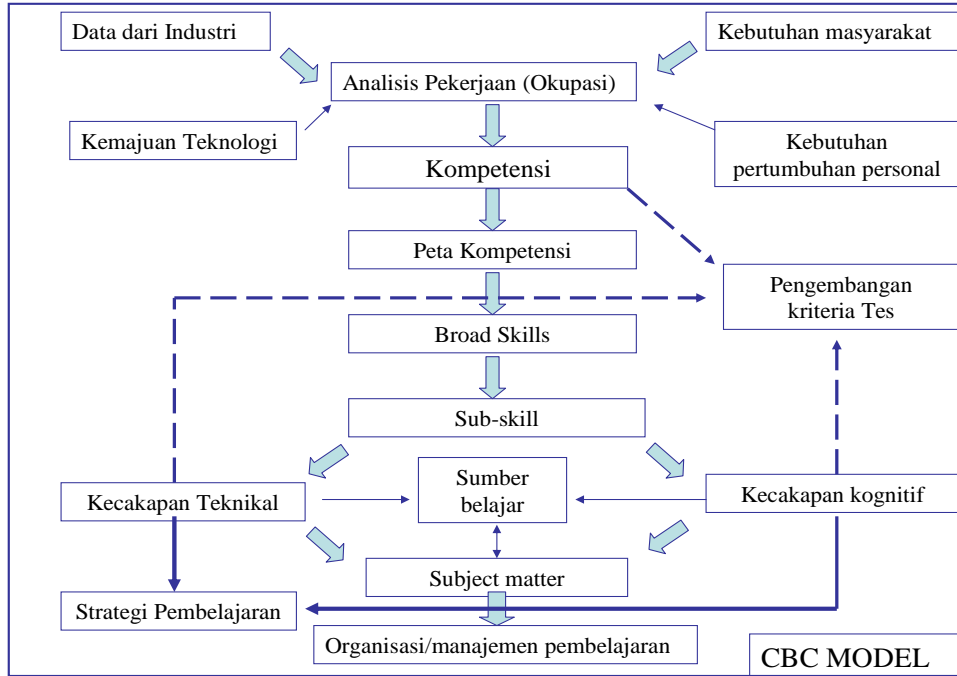 Data dari Industri
Kebutuhan masyarakat
Analisis Pekerjaan (Okupasi)
Kemajuan Teknologi
Kebutuhan
pertumbuhan personal
Kompetensi
Peta Kompetensi
Pengembangan
kriteria Tes
Broad Skills
Sub-skill
Kecakapan Teknikal
Sumber
belajar
Kecakapan kognitif
Subject matter
Strategi Pembelajaran
Organisasi/manajemen pembelajaran
CBC MODEL